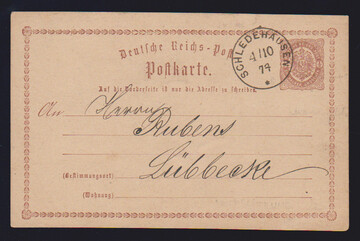 Deutsche Reichs-Post
Postkarte.
SCHLEDEHAUSEN
4/10
74
Auf die Vorderseite ist nur die Adresse zu schreiben.
An Herrn
Rubens
Lübbecke
(Bestimmungsort)
(Wohnung)